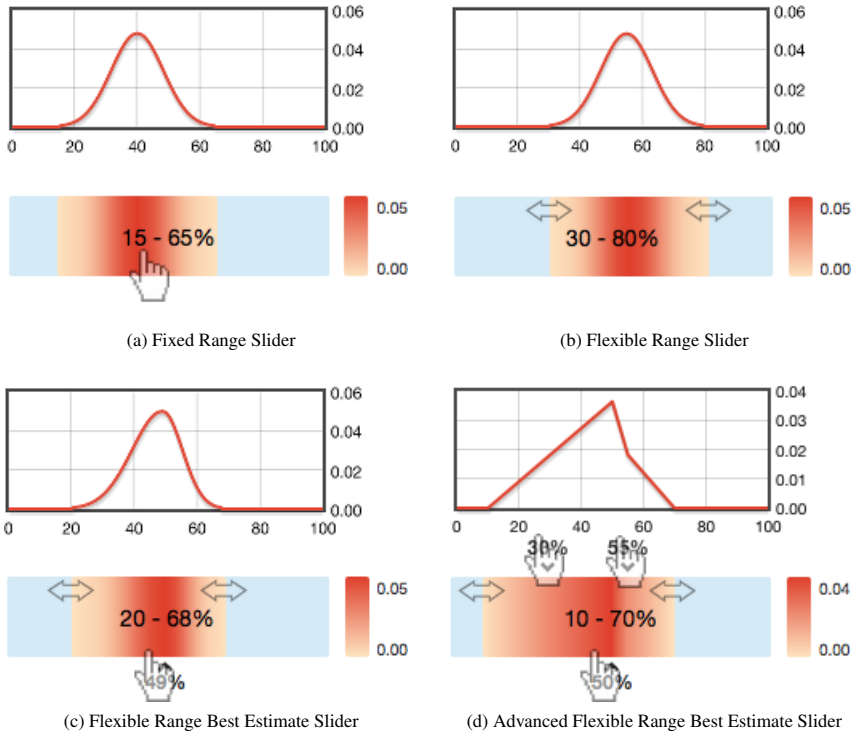 0.06
0.04
0.02
0.00
0 20 40 60 80 100
15 - 65%
0.05
0.00
(a) Fixed Range Slider
0.06
0.04
0.02
0.00
0 20 40 60 80 100
30 - 80%
0.05
0.00
(b) Flexible Range Slider
0.06
0.04
0.02
0.00
0 20 40 60 80 100
20 - 68%
49%
0.05
0.00
(c) Flexible Range Best Estimate Slider
0.04
0.03
0.02
0.01
0.00
0 20 40 60 80 100
30% 55%
10 - 70%
50%
0.04
0.00
(d) Advanced Flexible Range Best Estimate Slider